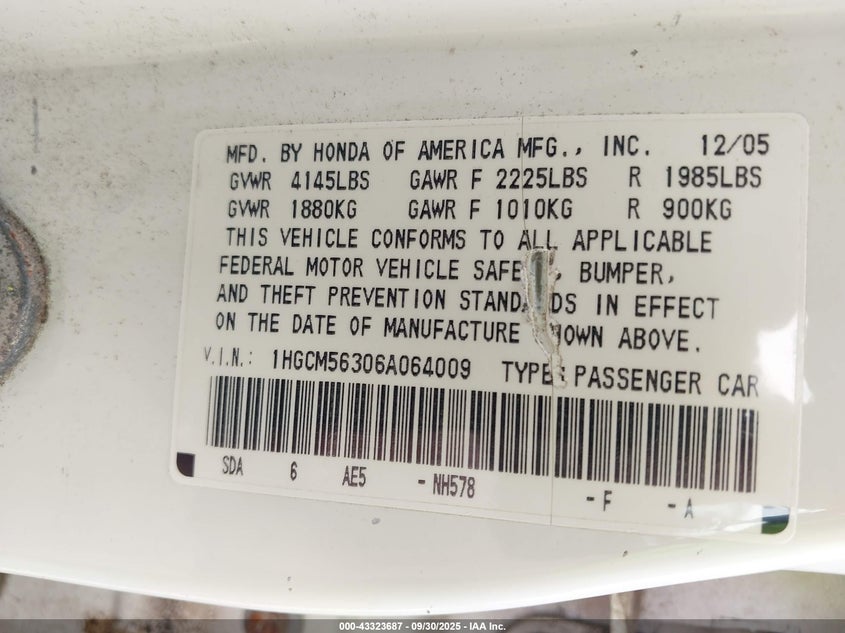 MFD. BY HONDA OF AMERICA MFG., INC. 12/05
GVWR 4145LBS GAWR F 2225LBS R 1985LBS
GVWR 1880KG GAWR F 1010KG R 900KG
THIS VEHICLE CONFORMS TO ALL APPLICABLE
FEDERAL MOTOR VEHICLE SAFE , BUMPER,
AND THEFT PREVENTION STAND DS IN EFFECT
ON THE DATE OF MANUFACTURE OWN ABOVE.
V.I.N.: 1HGCM56306A064009 TYPE: PASSENGER CAR
SDA 6 AE5 -NH578 -F -A
000-43323687 - 09/30/2025 - IAA Inc.